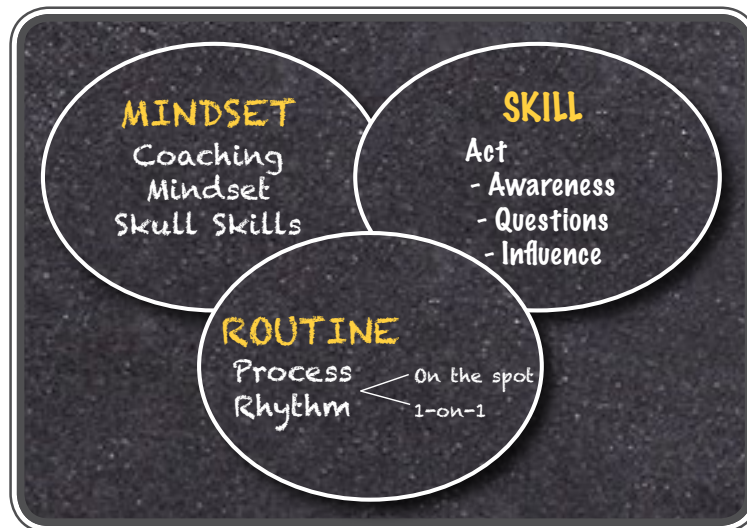 MINDSET
Coaching
Mindset
Skull Skills
SKILL
Act
- Awareness
- Questions
- Influence
ROUTINE
Process
Rhythm
On the spot
1-on-1